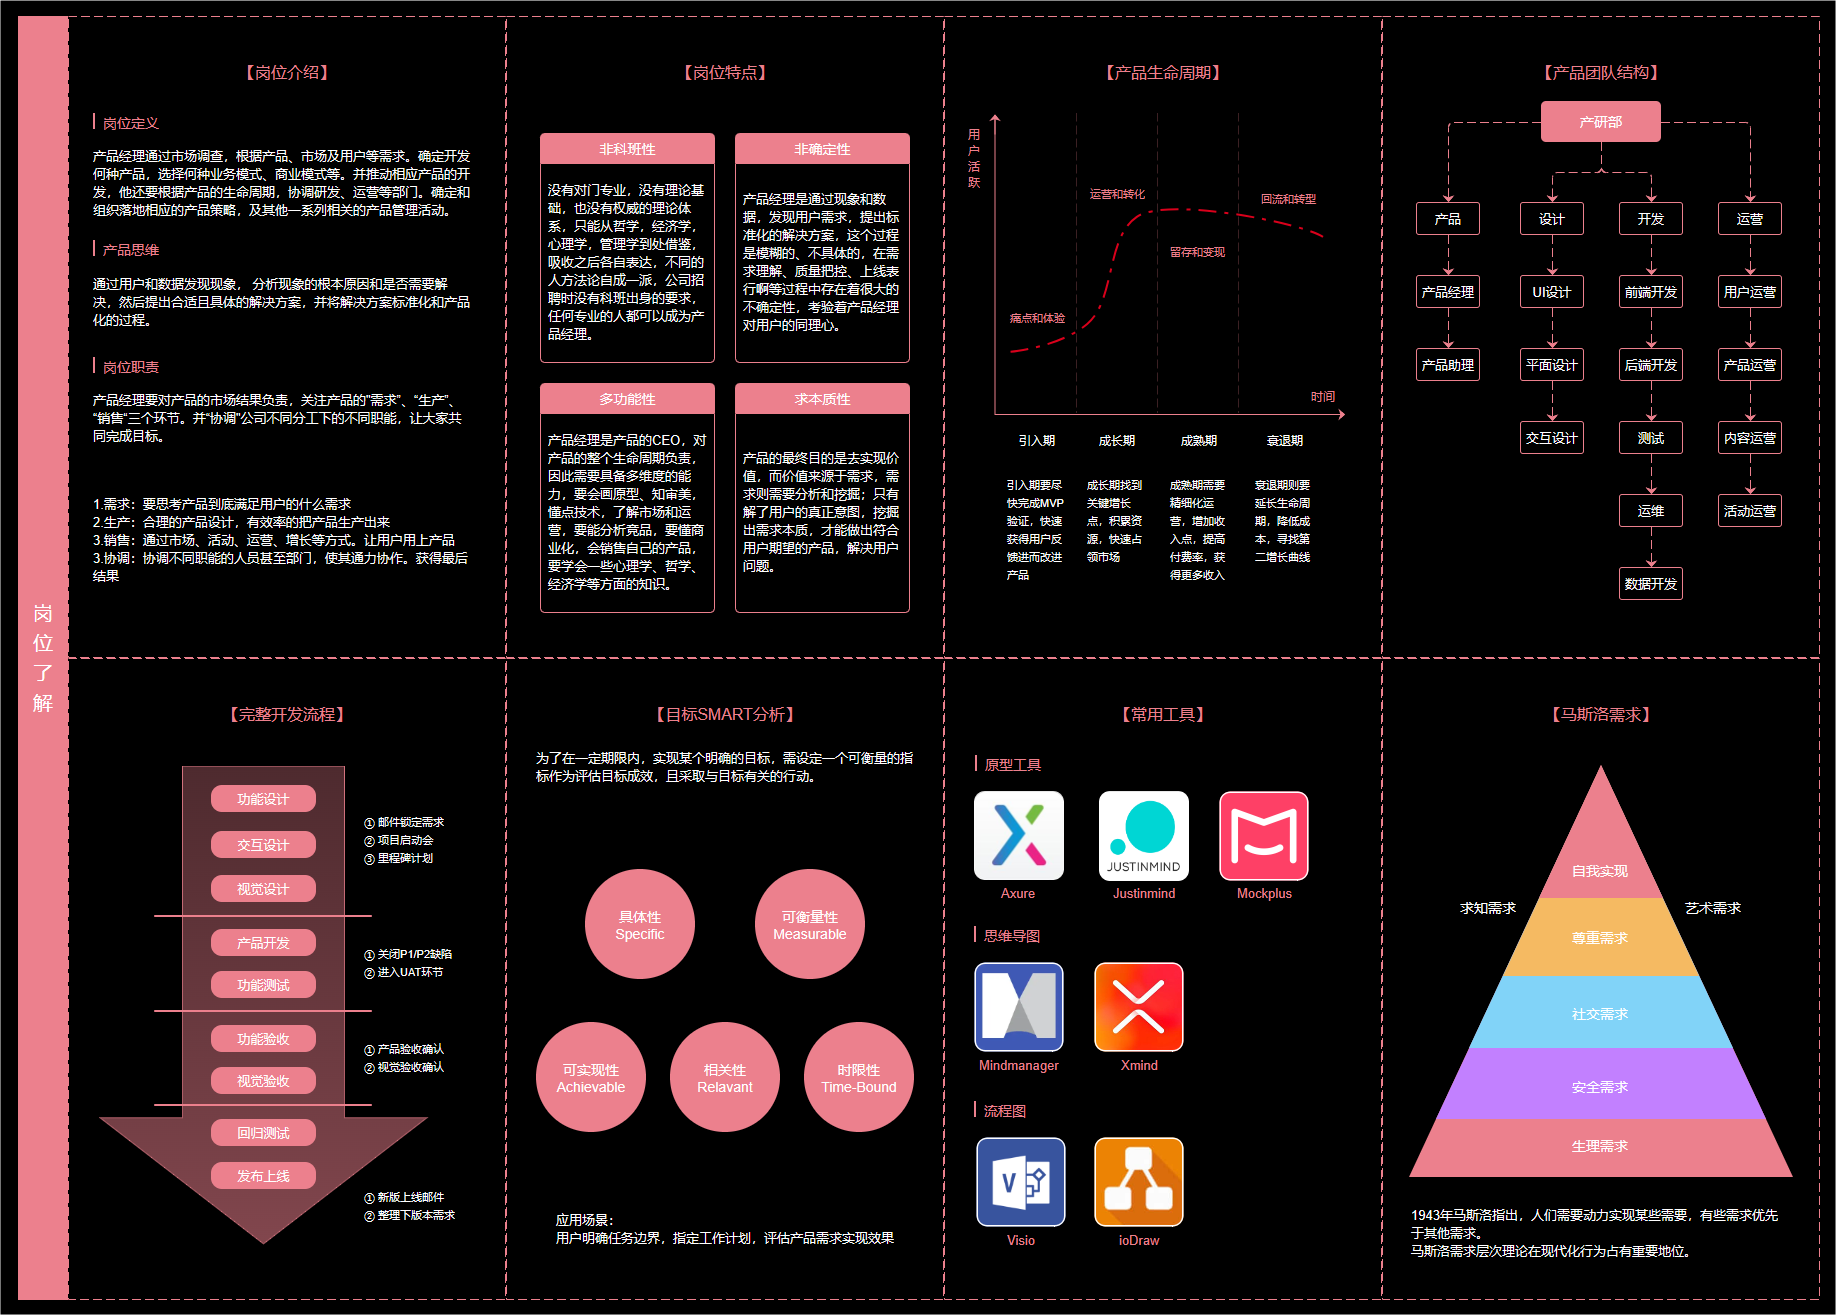 岗位了解
【岗位介绍】
岗位定义
产品经理通过市场调查，根据产品、市场及用户等需求。确定开发
何种产品，选择何种业务模式、商业模式等。并推动相应产品的开
发，他还要根据产品的生命周期，协调研发、运营等部门。确定和
组织落地相应的产品策略，及其他一系列相关的产品管理活动。
产品思维
通过用户和数据发现现象， 分析现象的根本原因和是否需要解
决，然后提出合适且具体的解决方案，并将解决方案标准化和产品
化的过程。
岗位职责
产品经理要对产品的市场结果负责，关注产品的"需求"、“生产”、
“销售“三个环节。并“协调”公司不同分工下的不同职能，让大家共
同完成目标。
1.需求：要思考产品到底满足用户的什么需求
2.生产：合理的产品设计，有效率的把产品生产出来
3.销售：通过市场、活动、运营、增长等方式。让用户用上产品
3.协调：协调不同职能的人员甚至部门，使其通力协作。获得最后
结果
【岗位特点】
非科班性
没有对门专业，没有理论基
础，也没有权威的理论体
系，只能从哲学，经济学，
心理学，管理学到处借鉴，
吸收之后各自表达，不同的
人方法论自成一派，公司招
聘时没有科班出身的要求，
任何专业的人都可以成为产
品经理。
非确定性
产品经理是通过现象和数
据，发现用户需求，提出标
准化的解决方案，这个过程
是模糊的、不具体的，在需
求理解、质量把控、上线表
行啊等过程中存在着很大的
不确定性，考验着产品经理
对用户的同理心。
多功能性
产品经理是产品的CEO，对
产品的整个生命周期负责，
因此需要具备多维度的能
力，要会画原型、知审美，
懂点技术，了解市场和运
营，要能分析竞品，要懂商
业化，会销售自己的产品，
要学会一些心理学、哲学、
经济学等方面的知识。
求本质性
产品的最终目的是去实现价
值，而价值来源于需求，需
求则需要分析和挖掘；只有
解了用户的真正意图，挖掘
出需求本质，才能做出符合
用户期望的产品，解决用户
问题。
【产品生命周期】
用户活跃
运营和转化
回流和转型
留存和变现
痛点和体验
时间
引入期
成长期
成熟期
衰退期
引入期要尽
快完成MVP
验证，快速
获得用户反
馈进而改进
产品
成长期找到
关键增长
点，积累资
源，快速占
领市场
成熟期需要
精细化运
营，增加收
入点，提高
付费率，获
得更多收入
衰退期则要
延长生命周
期，降低成
本，寻找第
二增长曲线
【产品团队结构】
产研部
产品
设计
开发
运营
产品经理
UI设计
前端开发
用户运营
产品助理
平面设计
后端开发
产品运营
交互设计
测试
内容运营
运维
活动运营
数据开发
【完整开发流程】
功能设计
交互设计
视觉设计
① 邮件锁定需求
② 项目启动会
③ 里程碑计划
产品开发
功能测试
① 关闭P1/P2缺陷
② 进入UAT环节
功能验收
视觉验收
① 产品验收确认
② 视觉验收确认
回归测试
发布上线
① 新版上线邮件
② 整理下版本需求
【目标SMART分析】
为了在一定期限内，实现某个明确的目标，需设定一个可衡量的指
标作为评估目标成效，且采取与目标有关的行动。
具体性
Specific
可衡量性
Measurable
可实现性
Achievable
相关性
Relavant
时限性
Time-Bound
应用场景：
用户明确任务边界，指定工作计划，评估产品需求实现效果
【常用工具】
原型工具
JUSTINMIND
Axure
Justinmind
Mockplus
思维导图
Mindmanager
Xmind
流程图
V
Visio
ioDraw
【马斯洛需求】
自我实现
求知需求
艺术需求
尊重需求
社交需求
安全需求
生理需求
1943年马斯洛指出，人们需要动力实现某些需要，有些需求优先
于其他需求。
马斯洛需求层次理论在现代化行为占有重要地位。